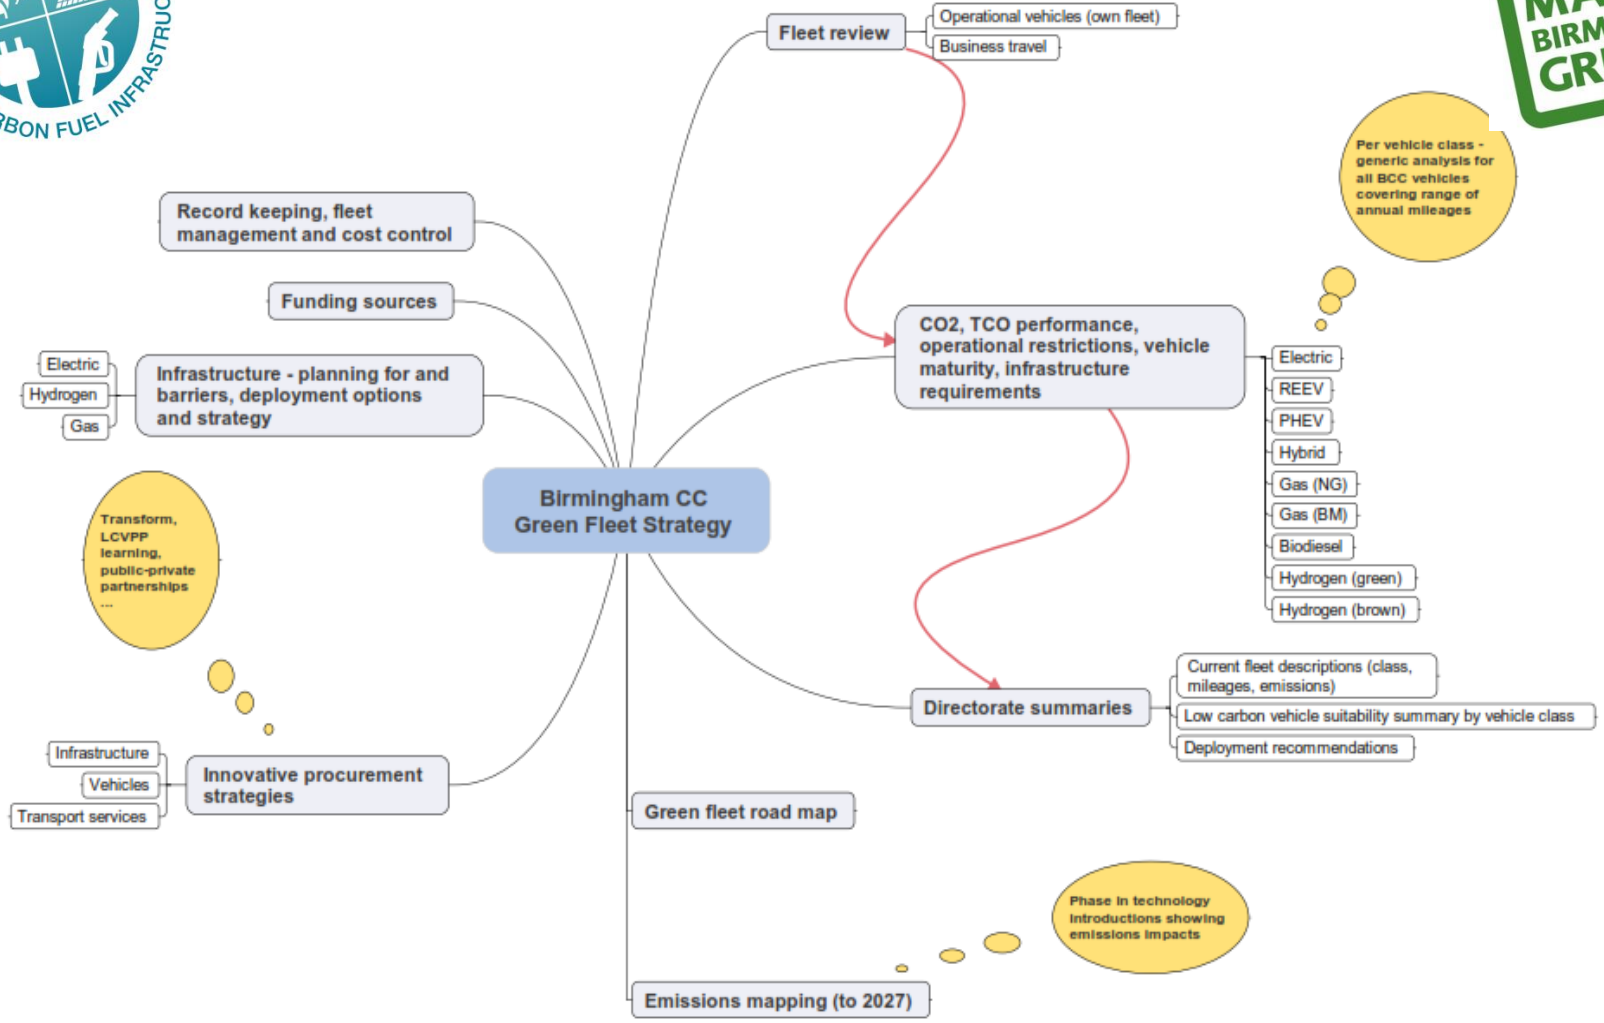 RBON FUEL INFRASTRUC
MA
BIRM
GR
Fleet review
Operational vehicles (own fleet)
Business travel
Per vehicle class -
generic analysis for
all BCC vehicles
covering range of
annual mileages
Record keeping, fleet
management and cost control
Funding sources
Infrastructure - planning for and
barriers, deployment options
and strategy
Electric
Hydrogen
Gas
CO2, TCO performance,
operational restrictions, vehicle
maturity, infrastructure
requirements
Electric
REEV
PHEV
Hybrid
Gas (NG)
Gas (BM)
Biodiesel
Hydrogen (green)
Hydrogen (brown)
Birmingham CC
Green Fleet Strategy
Transform,
LCVPP
learning,
public-private
partnerships
...
Directorate summaries
Current fleet descriptions (class,
mileages, emissions)
Low carbon vehicle suitability summary by vehicle class
Deployment recommendations
Infrastructure
Vehicles
Transport services
Innovative procurement
strategies
Green fleet road map
Phase in technology
introductions showing
emissions impacts
Emissions mapping (to 2027)